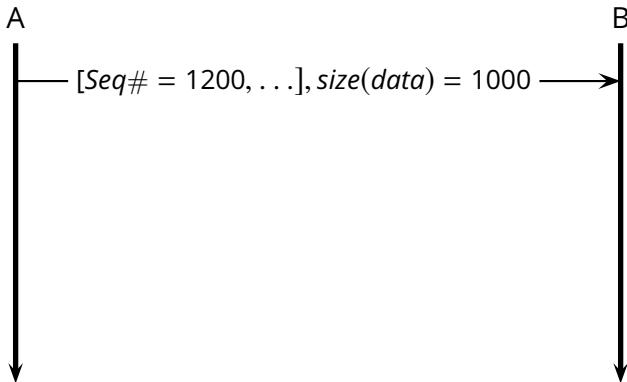 A B
[Seq# = 1200, . . .], size(data) = 1000